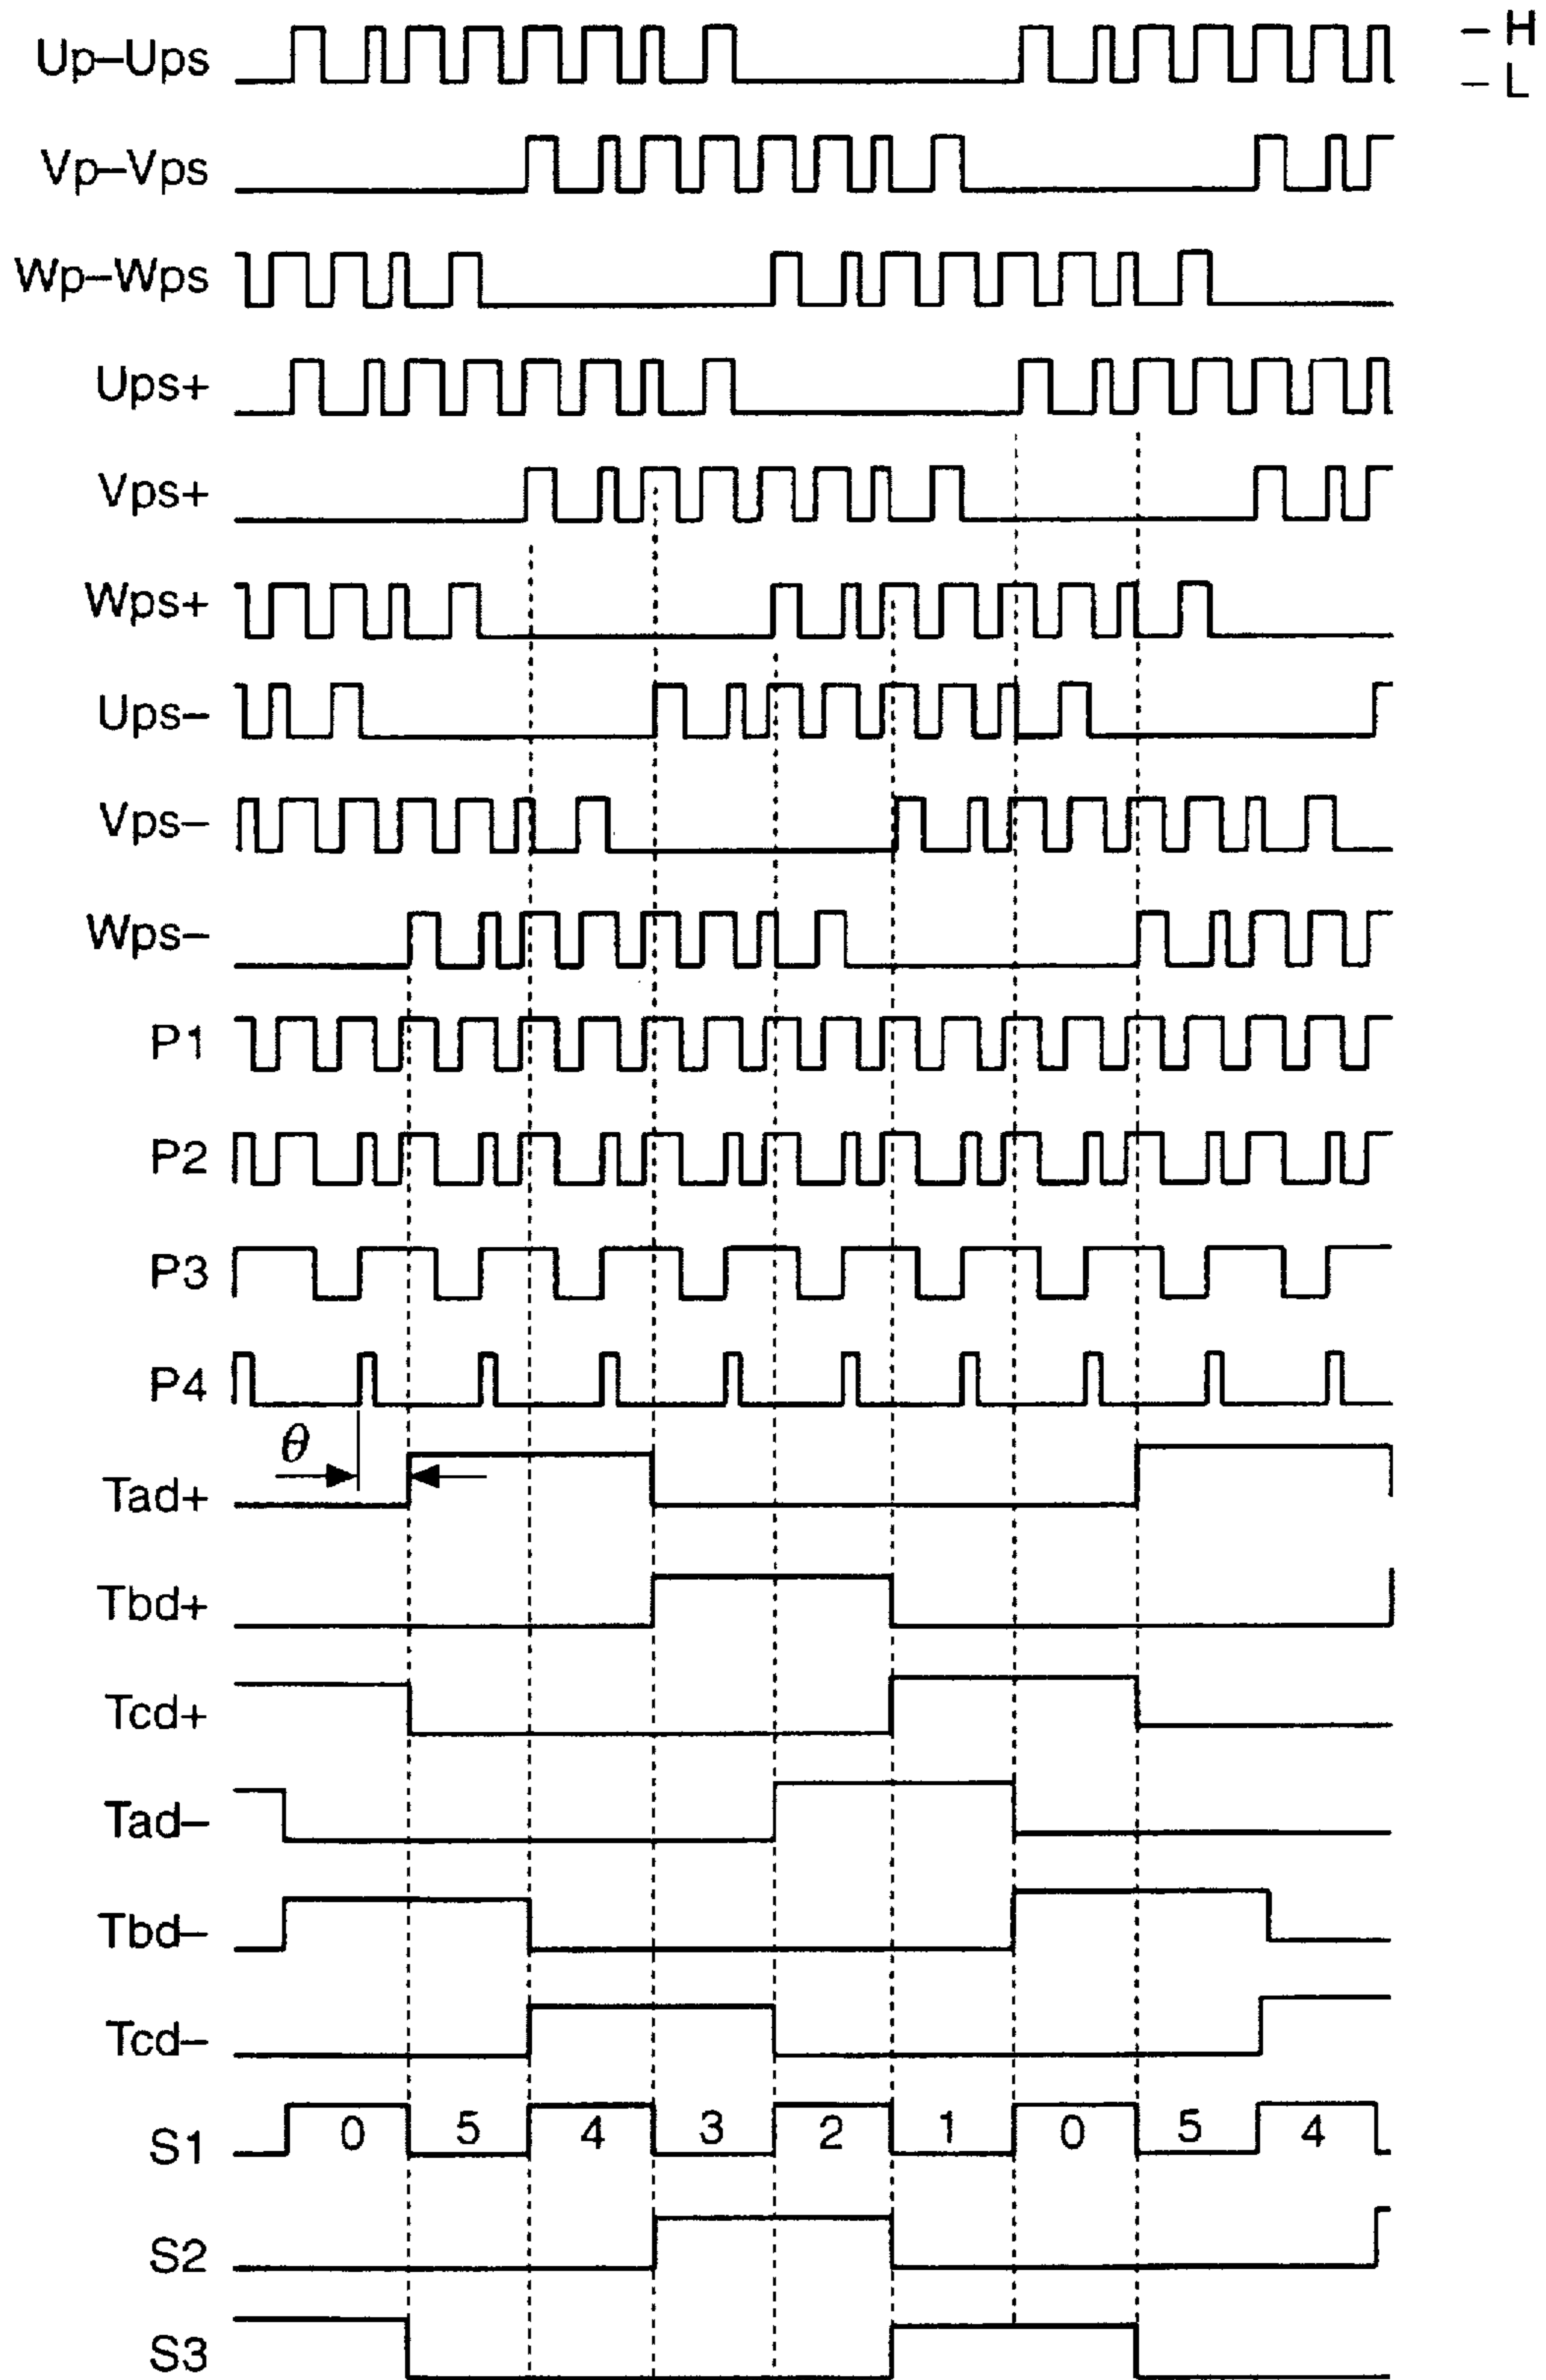 Up–Ups
– H
– L
Vp–Vps
Wp–Wps
Ups+
Vps+
Wps+
Ups–
Vps–
Wps–
P1
P2
P3
P4
θ
Tad+
Tbd+
Tcd+
Tad–
Tbd–
Tcd–
S1 0 5 4 3 2 1 0 5 4
S2
S3